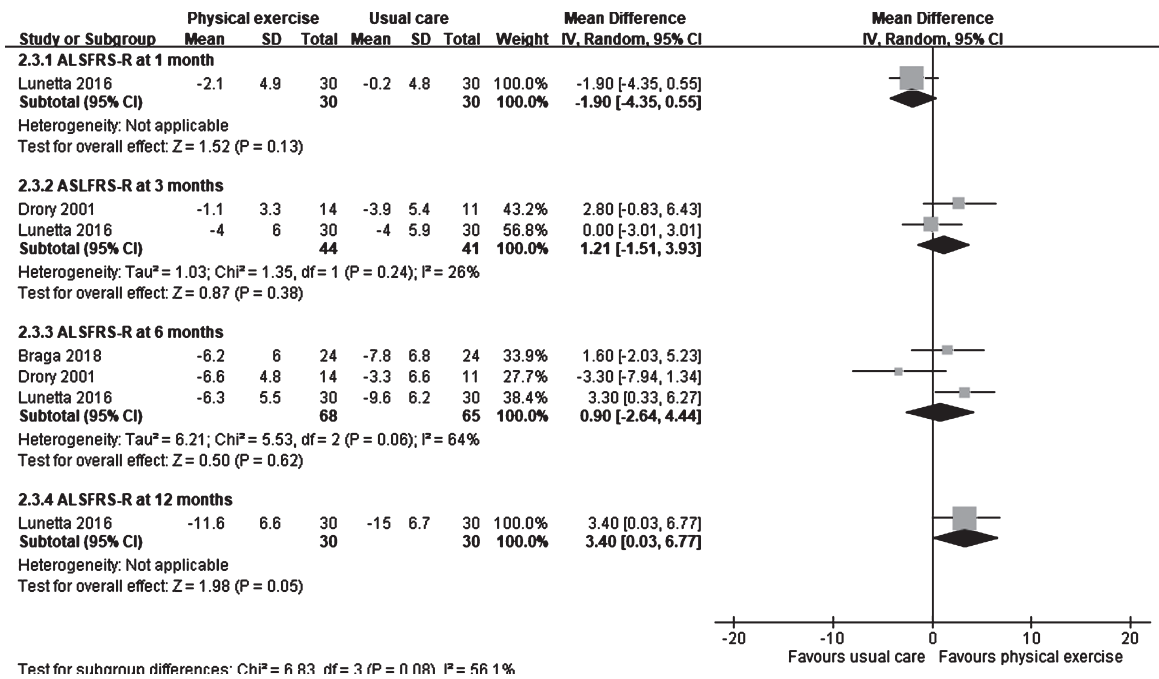 Physical exercise Usual care Mean Difference Mean Difference
Study or Subgroup Mean SD Total Mean SD Total Weight IV, Random, 95% CI IV, Random, 95% CI
2.3.1 ALSFRS-R at 1 month
Lunetta 2016 -2.1 4.9 30 -0.2 4.8 30 100.0% -1.90 [-4.35, 0.55]
Subtotal (95% CI) 30 30 100.0% -1.90 [-4.35, 0.55]
Heterogeneity: Not applicable
Test for overall effect: Z = 1.52 (P = 0.13)
2.3.2 ASLFRS-R at 3 months
Drory 2001 -1.1 3.3 14 -3.9 5.4 11 43.2% 2.80 [-0.83, 6.43]
Lunetta 2016 -4 6 30 -4 5.9 30 56.8% 0.00 [-3.01, 3.01]
Subtotal (95% CI) 44 41 100.0% 1.21 [-1.51, 3.93]
Heterogeneity: Tau² = 1.03; Chi² = 1.35, df = 1 (P = 0.24); I² = 26%
Test for overall effect: Z = 0.87 (P = 0.38)
2.3.3 ALSFRS-R at 6 months
Braga 2018 -6.2 6 24 -7.8 6.8 24 33.9% 1.60 [-2.03, 5.23]
Drory 2001 -6.6 4.8 14 -3.3 6.6 11 27.7% -3.30 [-7.94, 1.34]
Lunetta 2016 -6.3 5.5 30 -9.6 6.2 30 38.4% 3.30 [0.33, 6.27]
Subtotal (95% CI) 68 65 100.0% 0.90 [-2.64, 4.44]
Heterogeneity: Tau² = 6.21; Chi² = 5.53, df = 2 (P = 0.06); I² = 64%
Test for overall effect: Z = 0.50 (P = 0.62)
2.3.4 ALSFRS-R at 12 months
Lunetta 2016 -11.6 6.6 30 -15 6.7 30 100.0% 3.40 [0.03, 6.77]
Subtotal (95% CI) 30 30 100.0% 3.40 [0.03, 6.77]
Heterogeneity: Not applicable
Test for overall effect: Z = 1.98 (P = 0.05)
-20 -10 0 10 20
Favours usual care Favours physical exercise
Test for subgroup differences: Chi² = 6.83, df = 3 (P = 0.08), I² = 56.1%